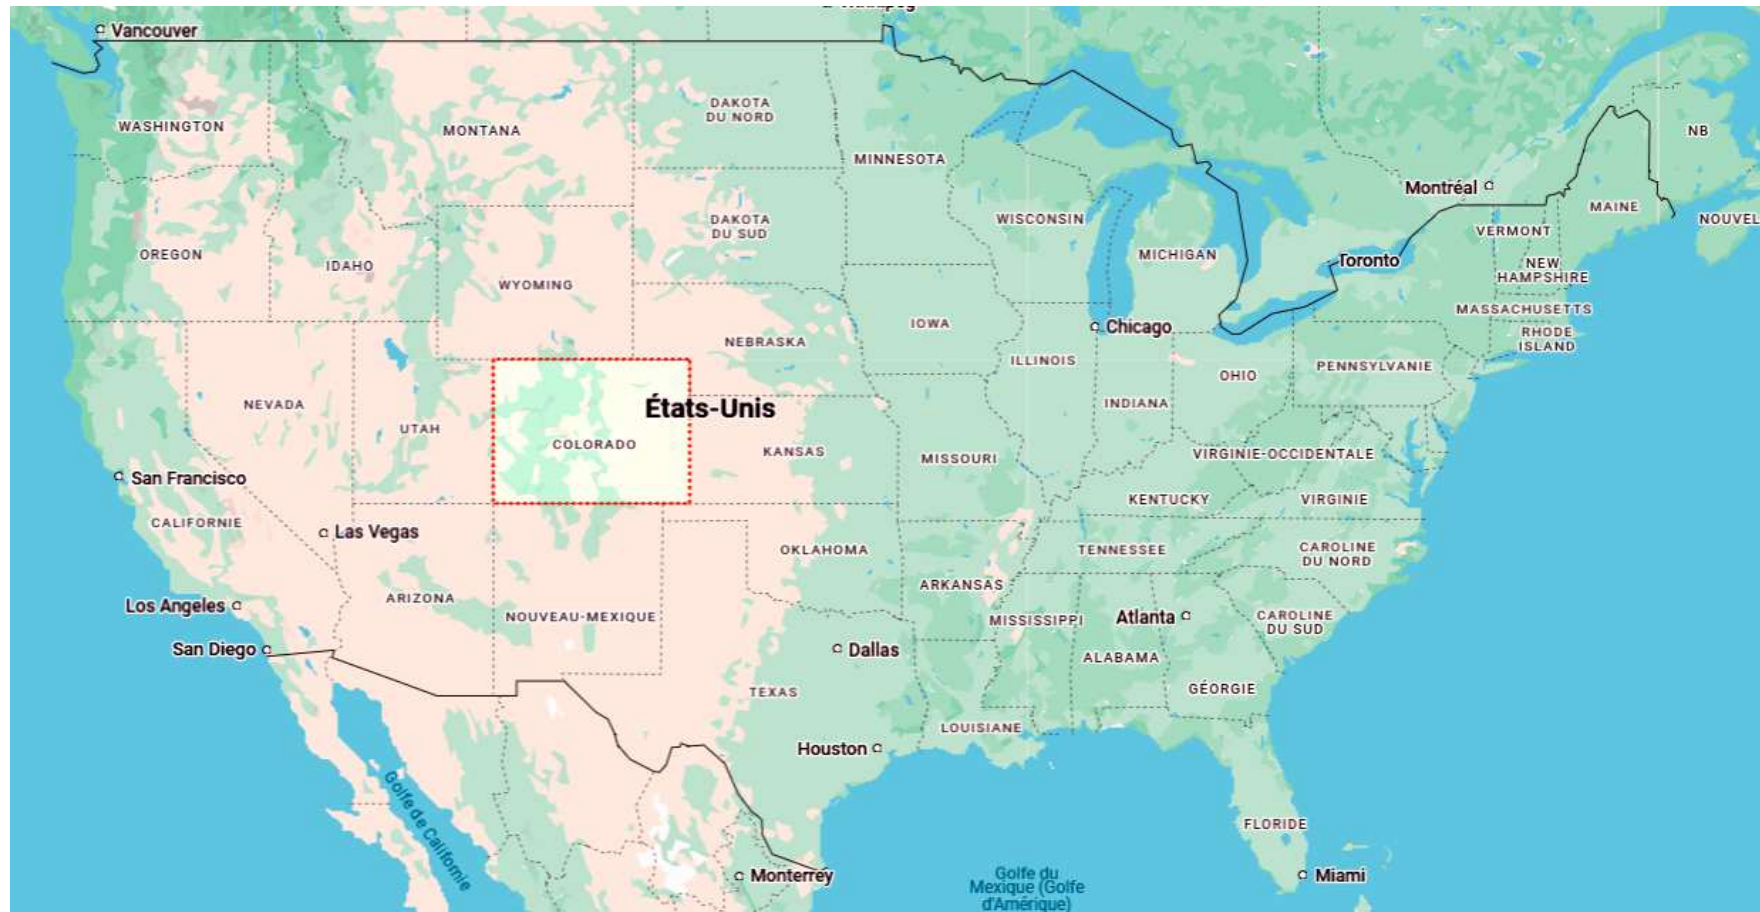 Winnipeg
Vancouver
WASHINGTON
MONTANA
DAKOTA
DU NORD
MINNESOTA
NB
Montréal
MAINE
NOUVEL
OREGON
IDAHO
WYOMING
DAKOTA
DU SUD
WISCONSIN
MICHIGAN
Toronto
VERMONT
NEW
HAMPSHIRE
MASSACHUSETTS
RHODE
ISLAND
NEBRASKA
IOWA
Chicago
ILLINOIS
INDIANA
OHIO
PENNSYLVANIE
NEVADA
UTAH
COLORADO
États-Unis
KANSAS
MISSOURI
VIRGINIE-OCCIDENTALE
KENTUCKY
VIRGINIE
San Francisco
CALIFORNIE
Las Vegas
OKLAHOMA
TENNESSEE
CAROLINE
DU NORD
Los Angeles
ARIZONA
NOUVEAU-MEXIQUE
ARKANSAS
MISSISSIPPI
Atlanta
CAROLINE
DU SUD
San Diego
Dallas
ALABAMA
TEXAS
GÉORGIE
LOUISIANE
Houston
Golfe de Californie
FLORIDE
Monterrey
Golfe du
Mexique (Golfe
d'Amérique)
Miami